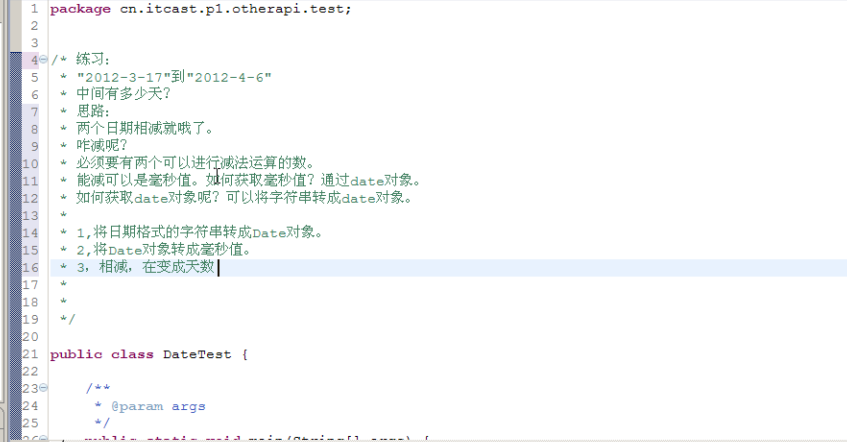 1 package cn.itcast.p1.otherapi.test;
2
3
4 /* 练习：
5 * "2012-3-17"到"2012-4-6"
6 * 中间有多少天？
7 * 思路：
8 * 两个日期相减就哦了。
9 * 咋减呢？
10 * 必须要有两个可以进行减法运算的数。
11 * 能减可以是毫秒值。如何获取毫秒值？通过date对象。
12 * 如何获取date对象呢？可以将字符串转成date对象。
13 *
14 * 1,将日期格式的字符串转成Date对象。
15 * 2,将Date对象转成毫秒值。
16 * 3，相减，在变成天数
17 *
18 *
19 */
20
21 public class DateTest {
22
23 /**
24 * @param args
25 */
26 public static void main(String[] args) {